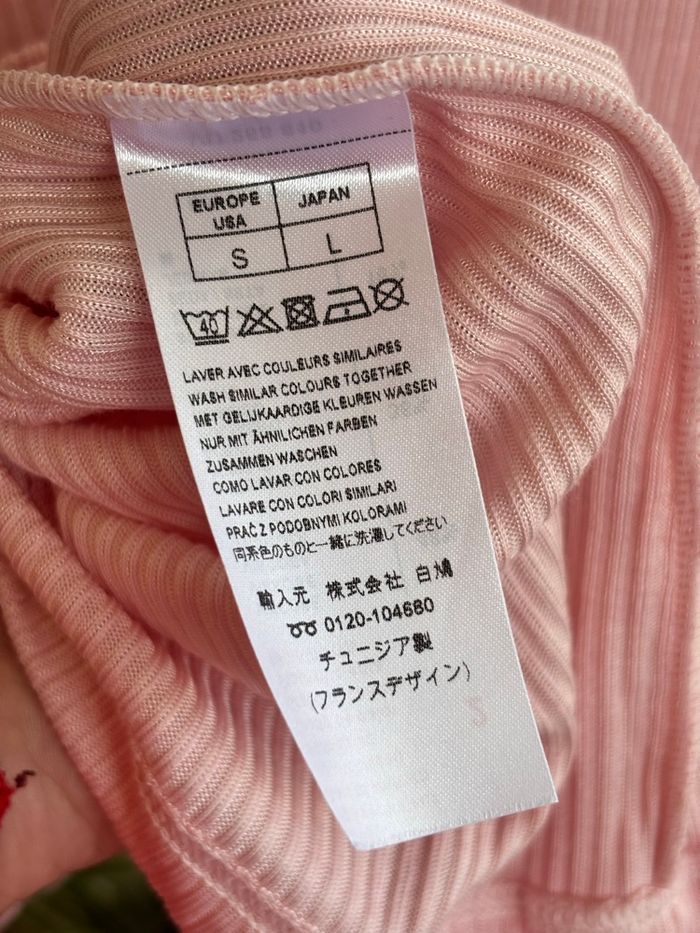 EUROPE USA JAPAN
S L
40
LAVER AVEC COULEURS SIMILAIRES
WASH SIMILAR COLOURS TOGETHER
MET GELIJKAARDIGE KLEUREN WASSEN
NUR MIT ÄHNILICHEN FARBEN
ZUSAMMEN WASCHEN
COMO LAVAR CON COLORES
LAVARE CON COLORI SIMILARI
PRAĆ Z PODOBNYMI KOLORAMI
同系色のものと一緒に洗濯してください
輸入元 株式会社 白鳩
0120-104680
チュニジア製
(フランスデザイン)